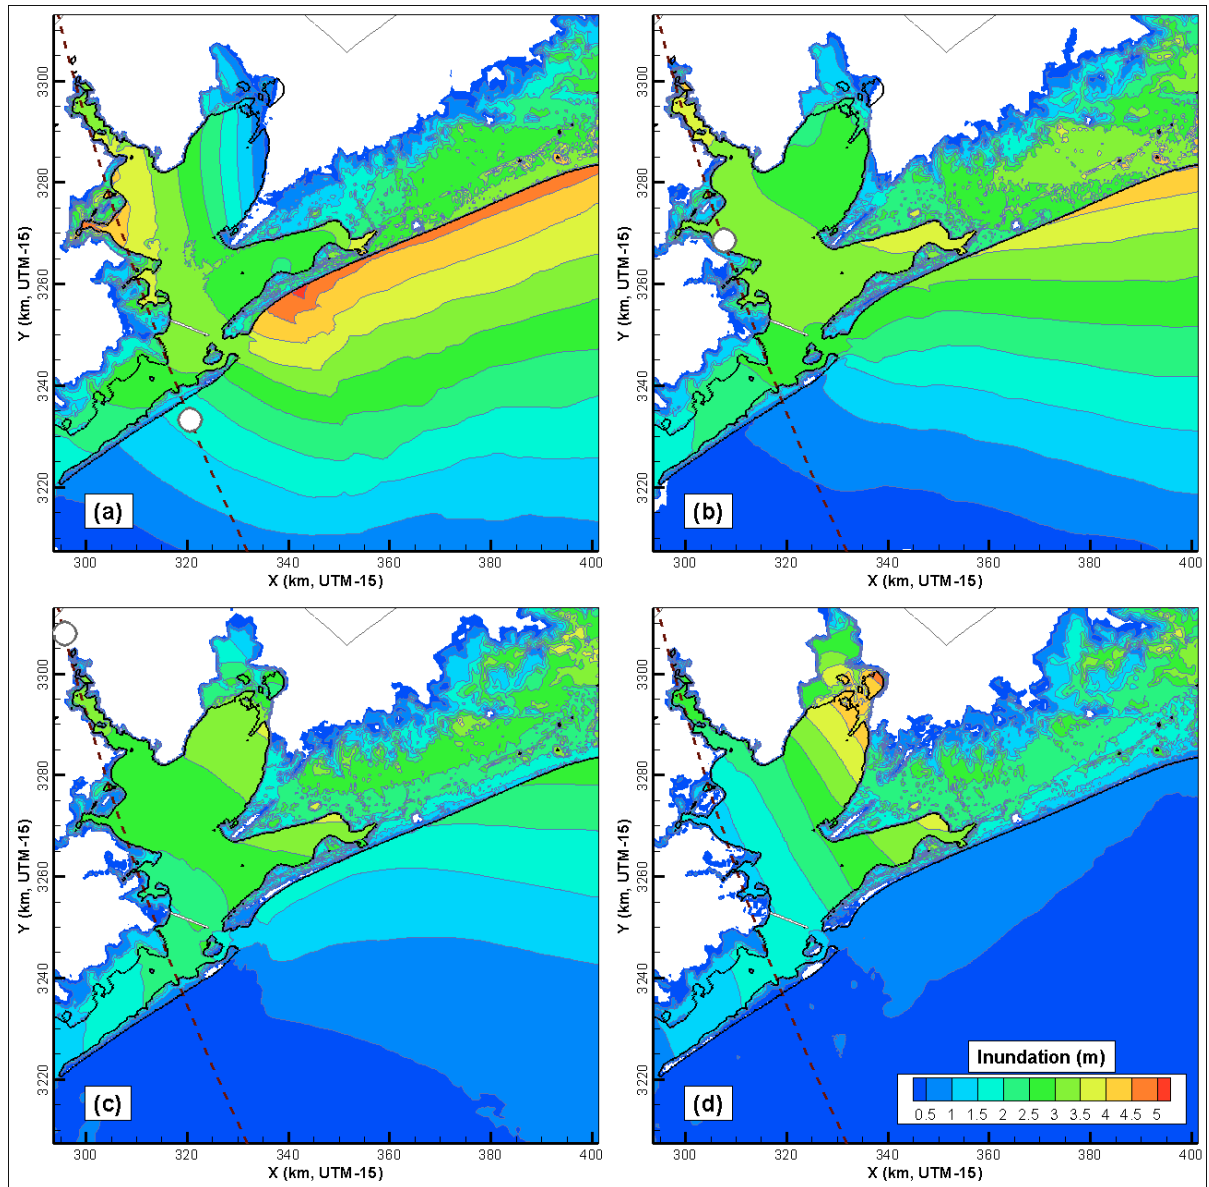 3300
3280
3260
3240
3220
Y (km, UTM-15)
(a)
300 320 340 360 380 400
X (km, UTM-15)
3300
3280
3260
3240
3220
Y (km, UTM-15)
(b)
300 320 340 360 380 400
X (km, UTM-15)
3300
3280
3260
3240
3220
Y (km, UTM-15)
(c)
300 320 340 360 380 400
X (km, UTM-15)
3300
3280
3260
3240
3220
Y (km, UTM-15)
(d)
Inundation (m)
0.5 1 1.5 2 2.5 3 3.5 4 4.5 5
300 320 340 360 380 400
X (km, UTM-15)